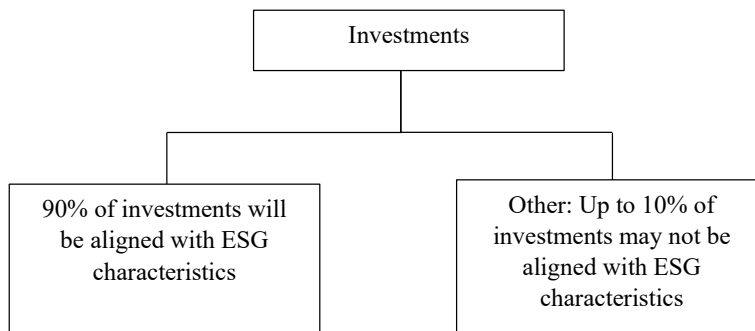 Investments
90% of investments will
be aligned with ESG
characteristics
Other: Up to 10% of
investments may not be
aligned with ESG
characteristics